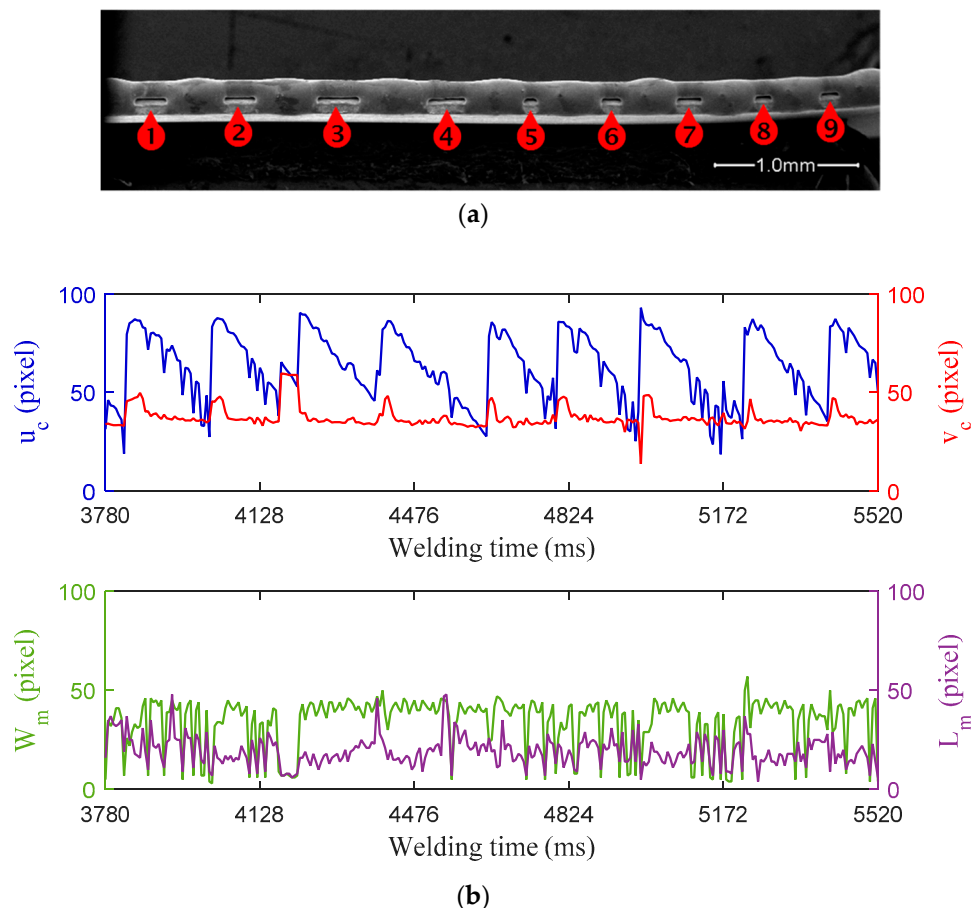 1 2 3 4 5 6 7 8 9
1.0mm
(a)
100 100
u_c (pixel) 50 50 v_c (pixel)
0 0
3780 4128 4476 4824 5172 5520
Welding time (ms)
100 100
W_m (pixel) 50 50 L_m (pixel)
0 0
3780 4128 4476 4824 5172 5520
Welding time (ms)
(b)